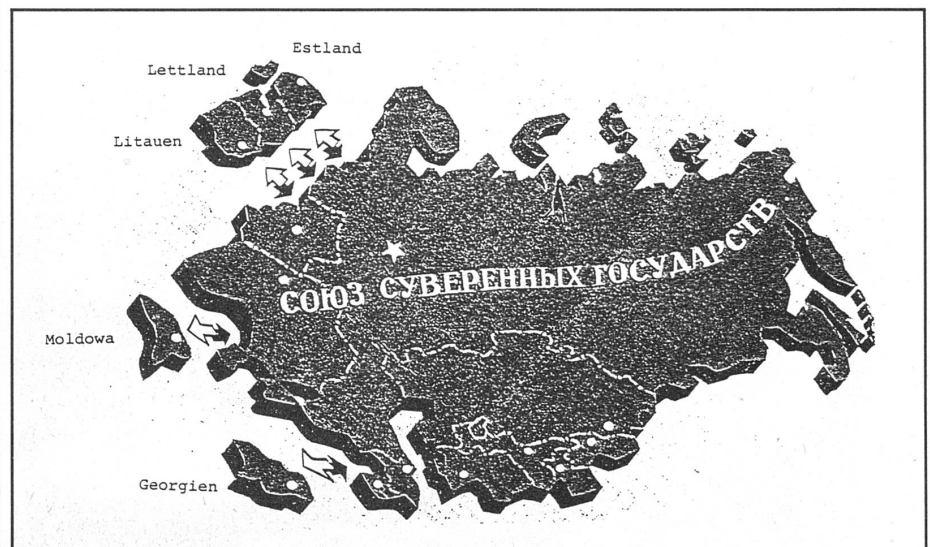 Estland
Lettland
Litauen
СОЮЗ СУВЕРЕННЫХ ГОСУДАРСТВ
Moldowa
Georgien